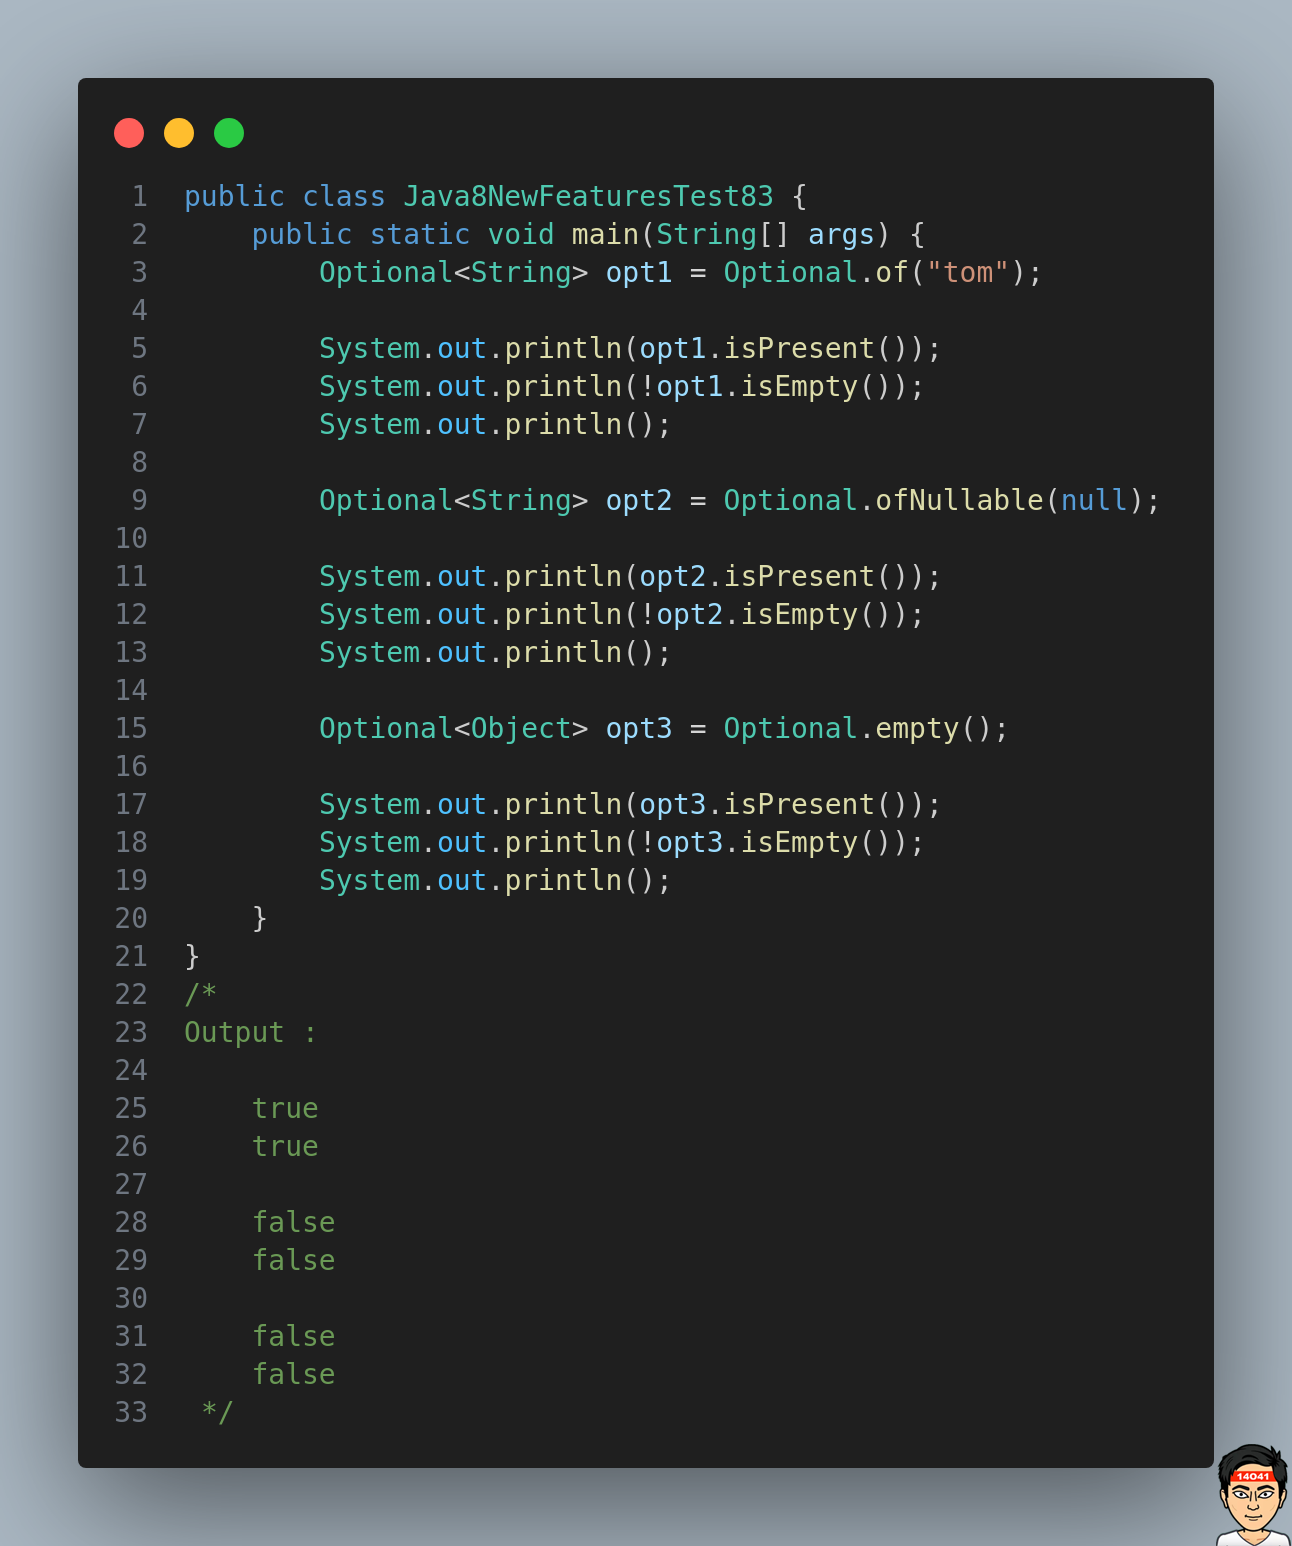 1 public class Java8NewFeaturesTest83 {
2     public static void main(String[] args) {
3         Optional<String> opt1 = Optional.of("tom");
4
5         System.out.println(opt1.isPresent());
6         System.out.println(!opt1.isEmpty());
7         System.out.println();
8
9         Optional<String> opt2 = Optional.ofNullable(null);
10
11         System.out.println(opt2.isPresent());
12         System.out.println(!opt2.isEmpty());
13         System.out.println();
14
15         Optional<Object> opt3 = Optional.empty();
16
17         System.out.println(opt3.isPresent());
18         System.out.println(!opt3.isEmpty());
19         System.out.println();
20     }
21 }
22 /*
23 Output :
24
25     true
26     true
27
28     false
29     false
30
31     false
32     false
33  */
14041